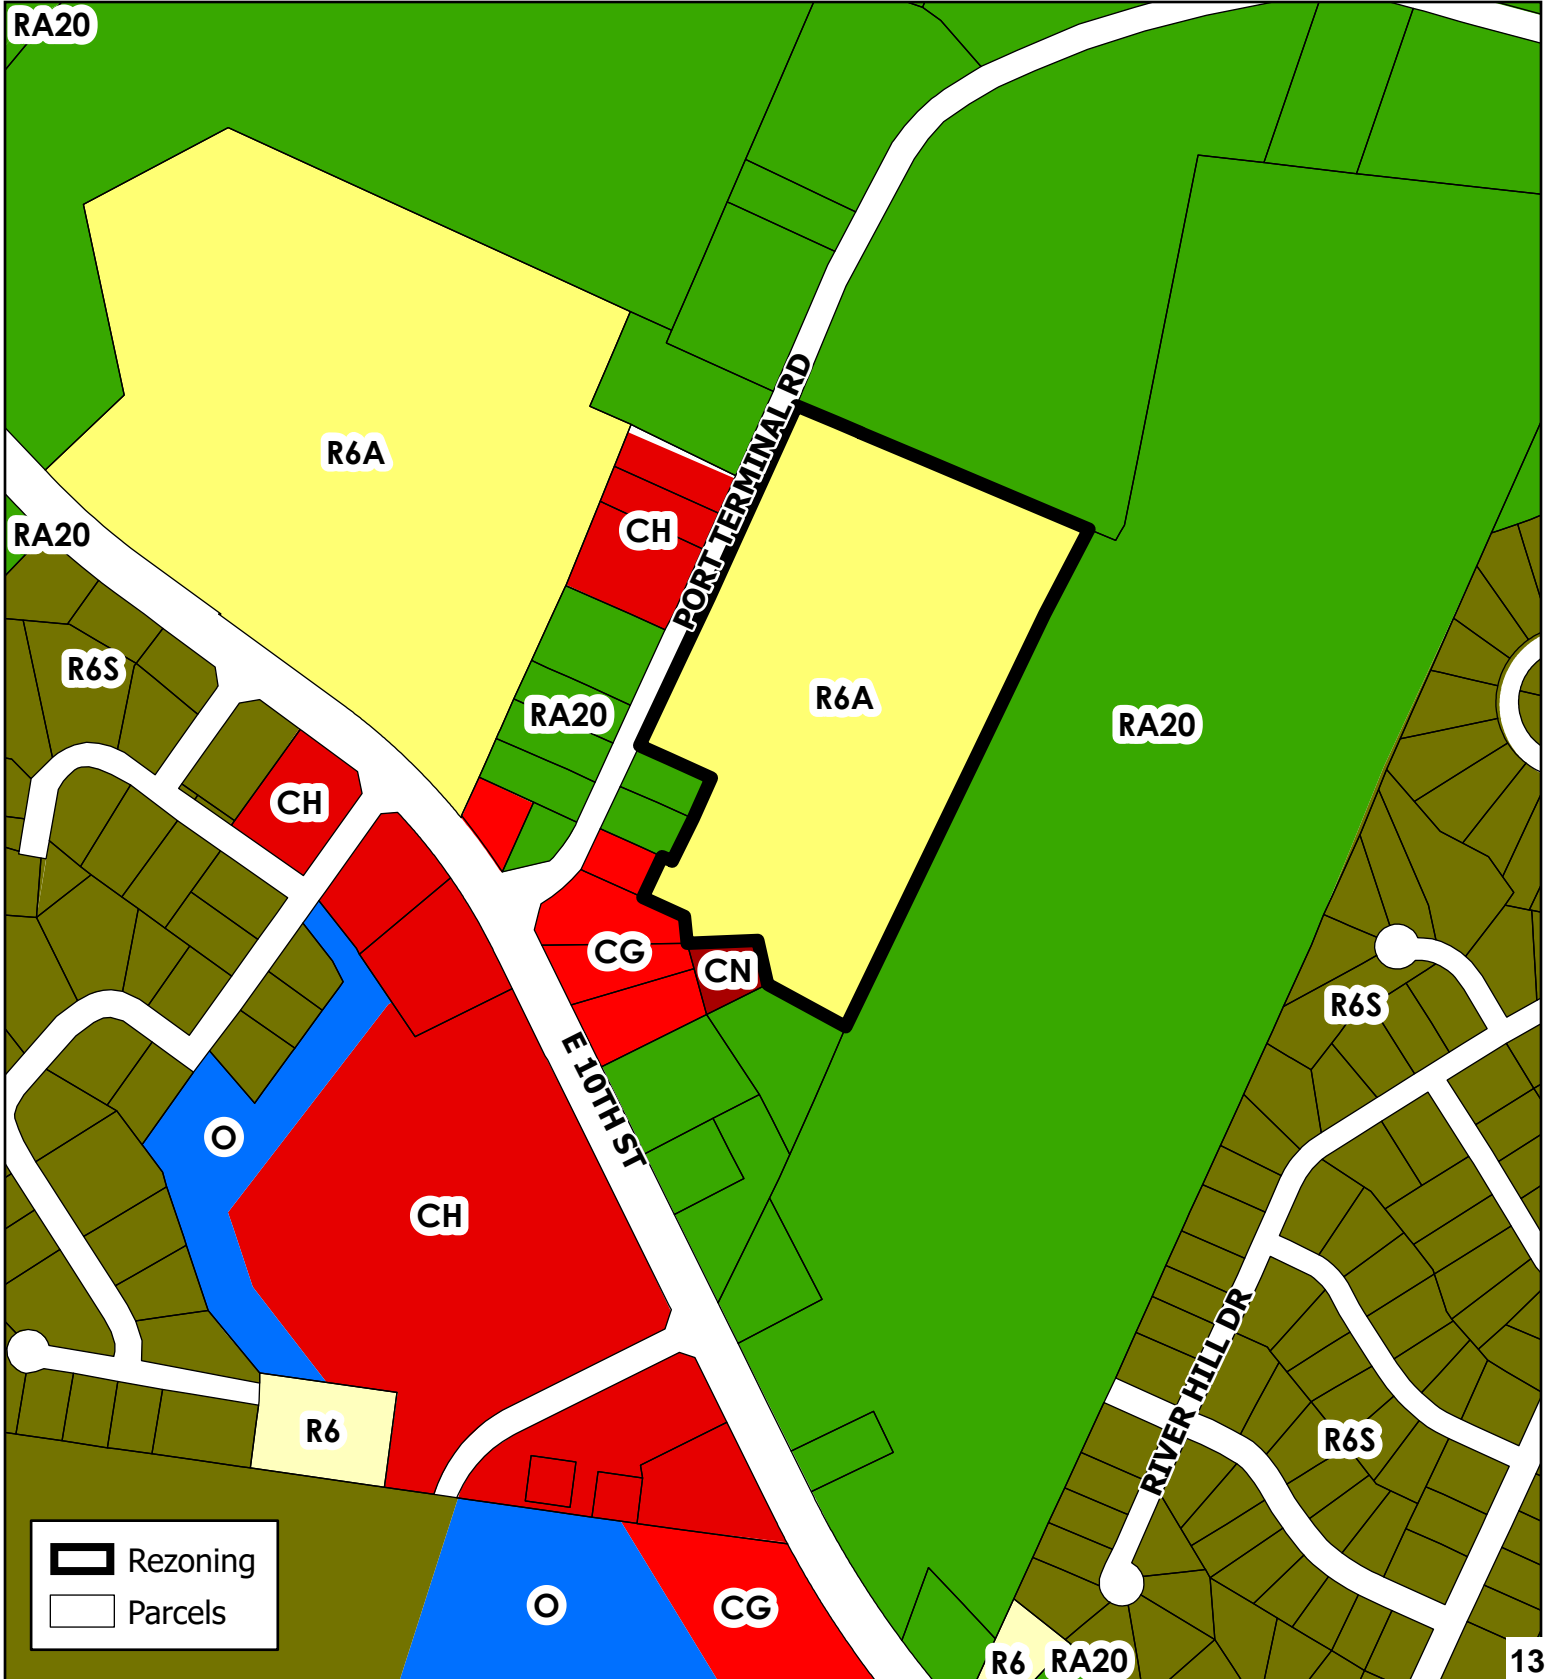 RA20
PORT TERMINAL RD
R6A
CH
RA20
R6S
R6A
RA20
RA20
CH
CG
CN
R6S
E 10TH ST
O
CH
RIVER HILL DR
R6
R6S
Rezoning
Parcels
O
CG
R6
RA20
13